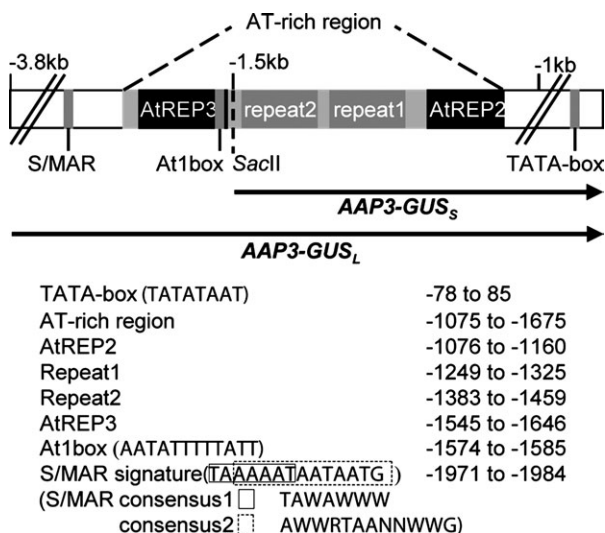 AT-rich region
-3.8kb -1.5kb -1kb
AtREP3 repeat2 repeat1 AtREP2
S/MAR At1box SacII TATA-box
AAP3-GUSS
AAP3-GUSL
TATA-box (TATATAAT) -78 to 85
AT-rich region -1075 to -1675
AtREP2 -1076 to -1160
Repeat1 -1249 to -1325
Repeat2 -1383 to -1459
AtREP3 -1545 to -1646
At1box (AATATTTTTATT) -1574 to -1585
S/MAR signature(TAAAAATAATAATG ) -1971 to -1984
(S/MAR consensus1 TAWAWWW
consensus2 AWWRTAANNWWG)